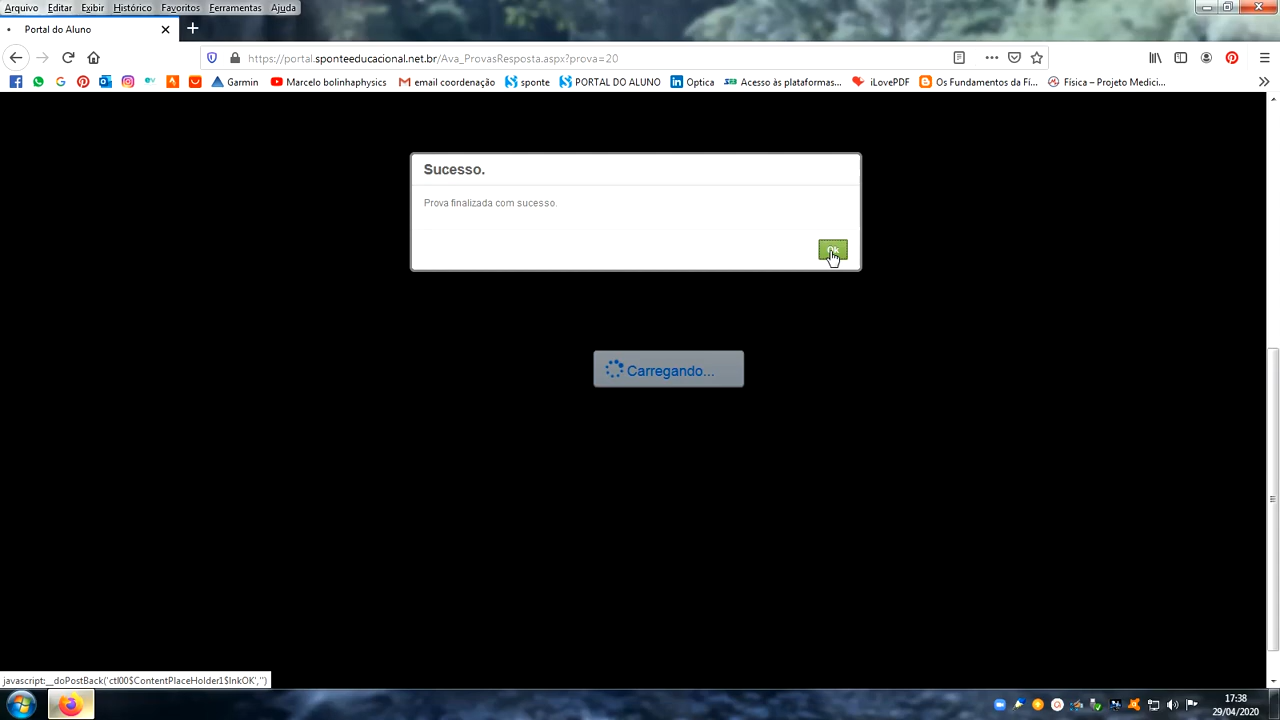 Arquivo Editar Exibir Histórico Favoritos Ferramentas Ajuda
Portal do Aluno
https://portal.sponteeducacional.net.br/Ava_ProvasResposta.aspx?prova=20
Garmin Marcelo bolinhaphysics email coordenação sponte PORTAL DO ALUNO Optica Acesso às plataformas... iLovePDF Os Fundamentos da Fí... Física – Projeto Medici...
Sucesso.
Prova finalizada com sucesso.
Ok
Carregando...
javascript:__doPostBack('ctl00$ContentPlaceHolder1$lnkOK','')
17:38
29/04/2020